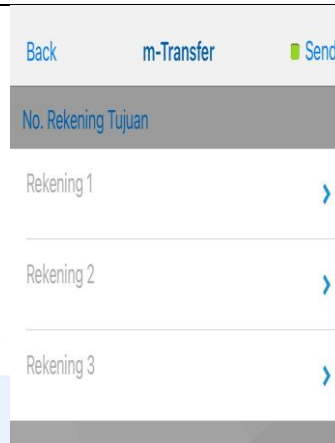 Back m-Transfer Send
No. Rekening Tujuan
Rekening 1
Rekening 2
Rekening 3